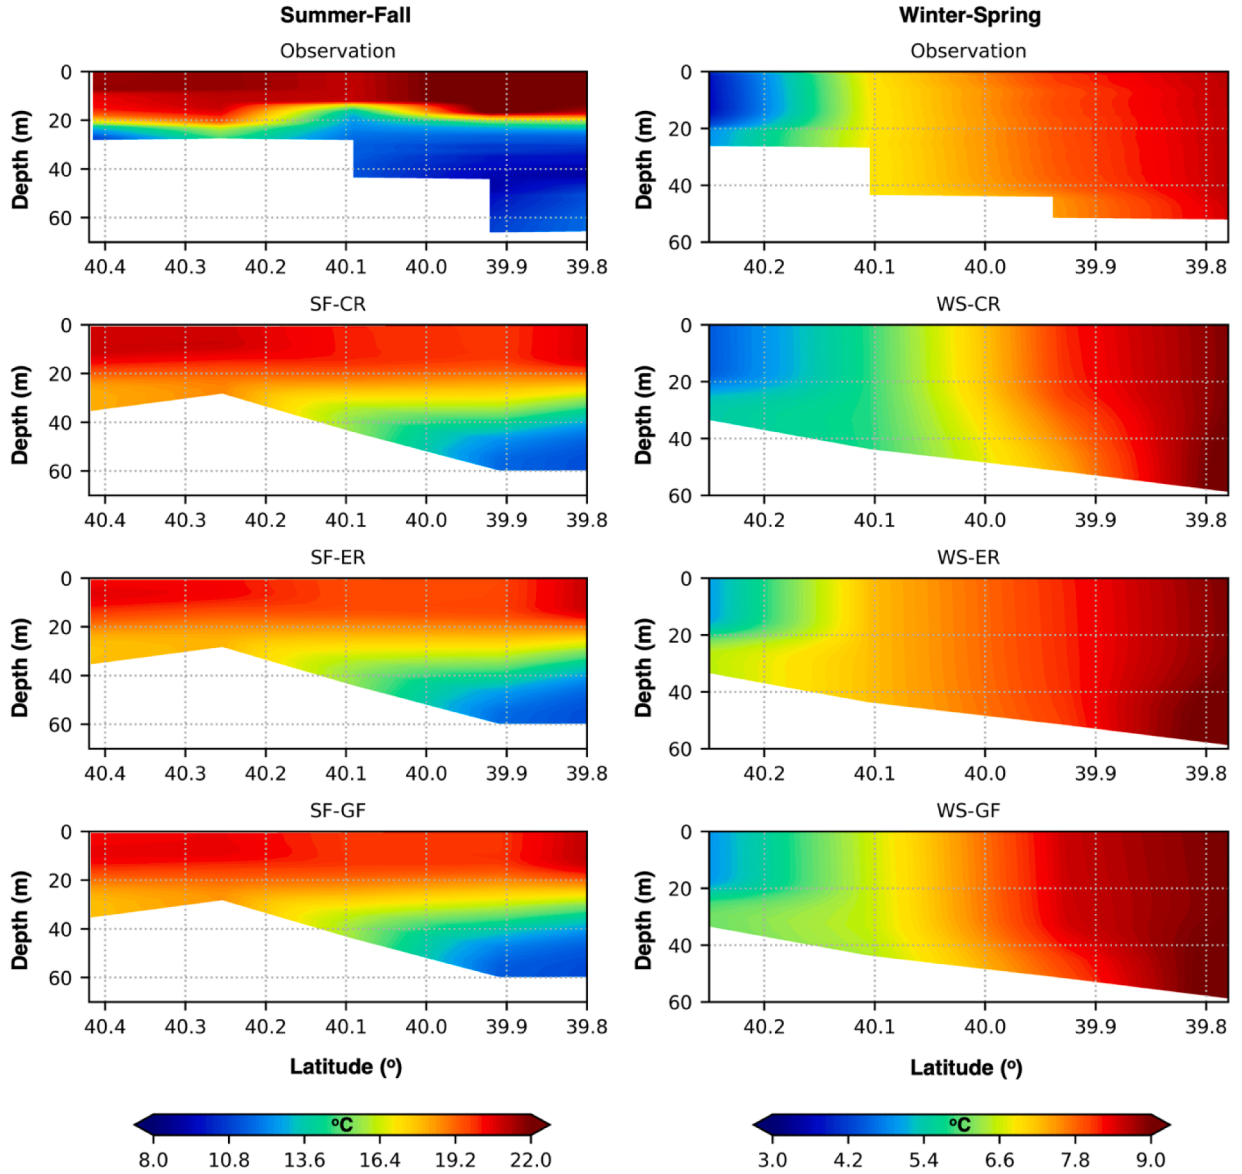 Summer-Fall
Winter-Spring
Observation
Observation
0
20
40
60
Depth (m)
40.4 40.3 40.2 40.1 40.0 39.9 39.8
0
20
40
60
Depth (m)
40.2 40.1 40.0 39.9 39.8
SF-CR
WS-CR
0
20
40
60
Depth (m)
40.4 40.3 40.2 40.1 40.0 39.9 39.8
0
20
40
60
Depth (m)
40.2 40.1 40.0 39.9 39.8
SF-ER
WS-ER
0
20
40
60
Depth (m)
40.4 40.3 40.2 40.1 40.0 39.9 39.8
0
20
40
60
Depth (m)
40.2 40.1 40.0 39.9 39.8
SF-GF
WS-GF
0
20
40
60
Depth (m)
40.4 40.3 40.2 40.1 40.0 39.9 39.8
0
20
40
60
Depth (m)
40.2 40.1 40.0 39.9 39.8
Latitude (º)
Latitude (º)
ºC
8.0 10.8 13.6 16.4 19.2 22.0
ºC
3.0 4.2 5.4 6.6 7.8 9.0